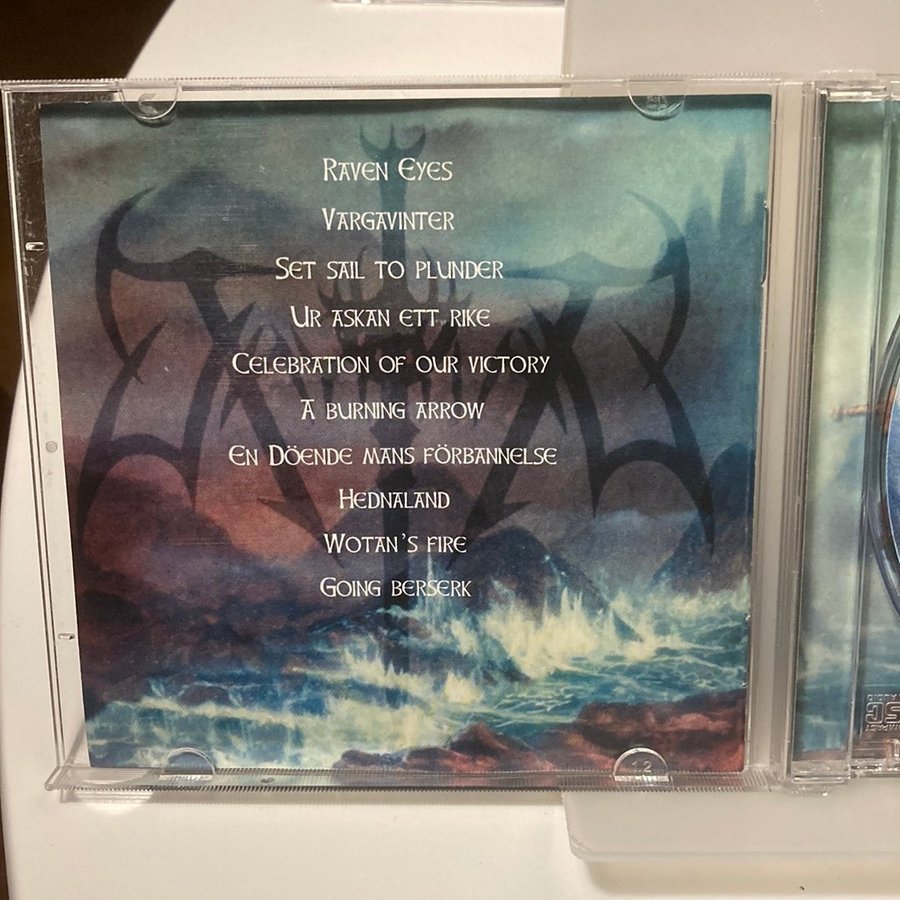 Raven Eyes
Vargavinter
Set sail to plunder
Ur askan ett rike
Celebration of our victory
A burning arrow
En Döende mans förbannelse
Hednaland
Wotan's fire
Going berserk
12